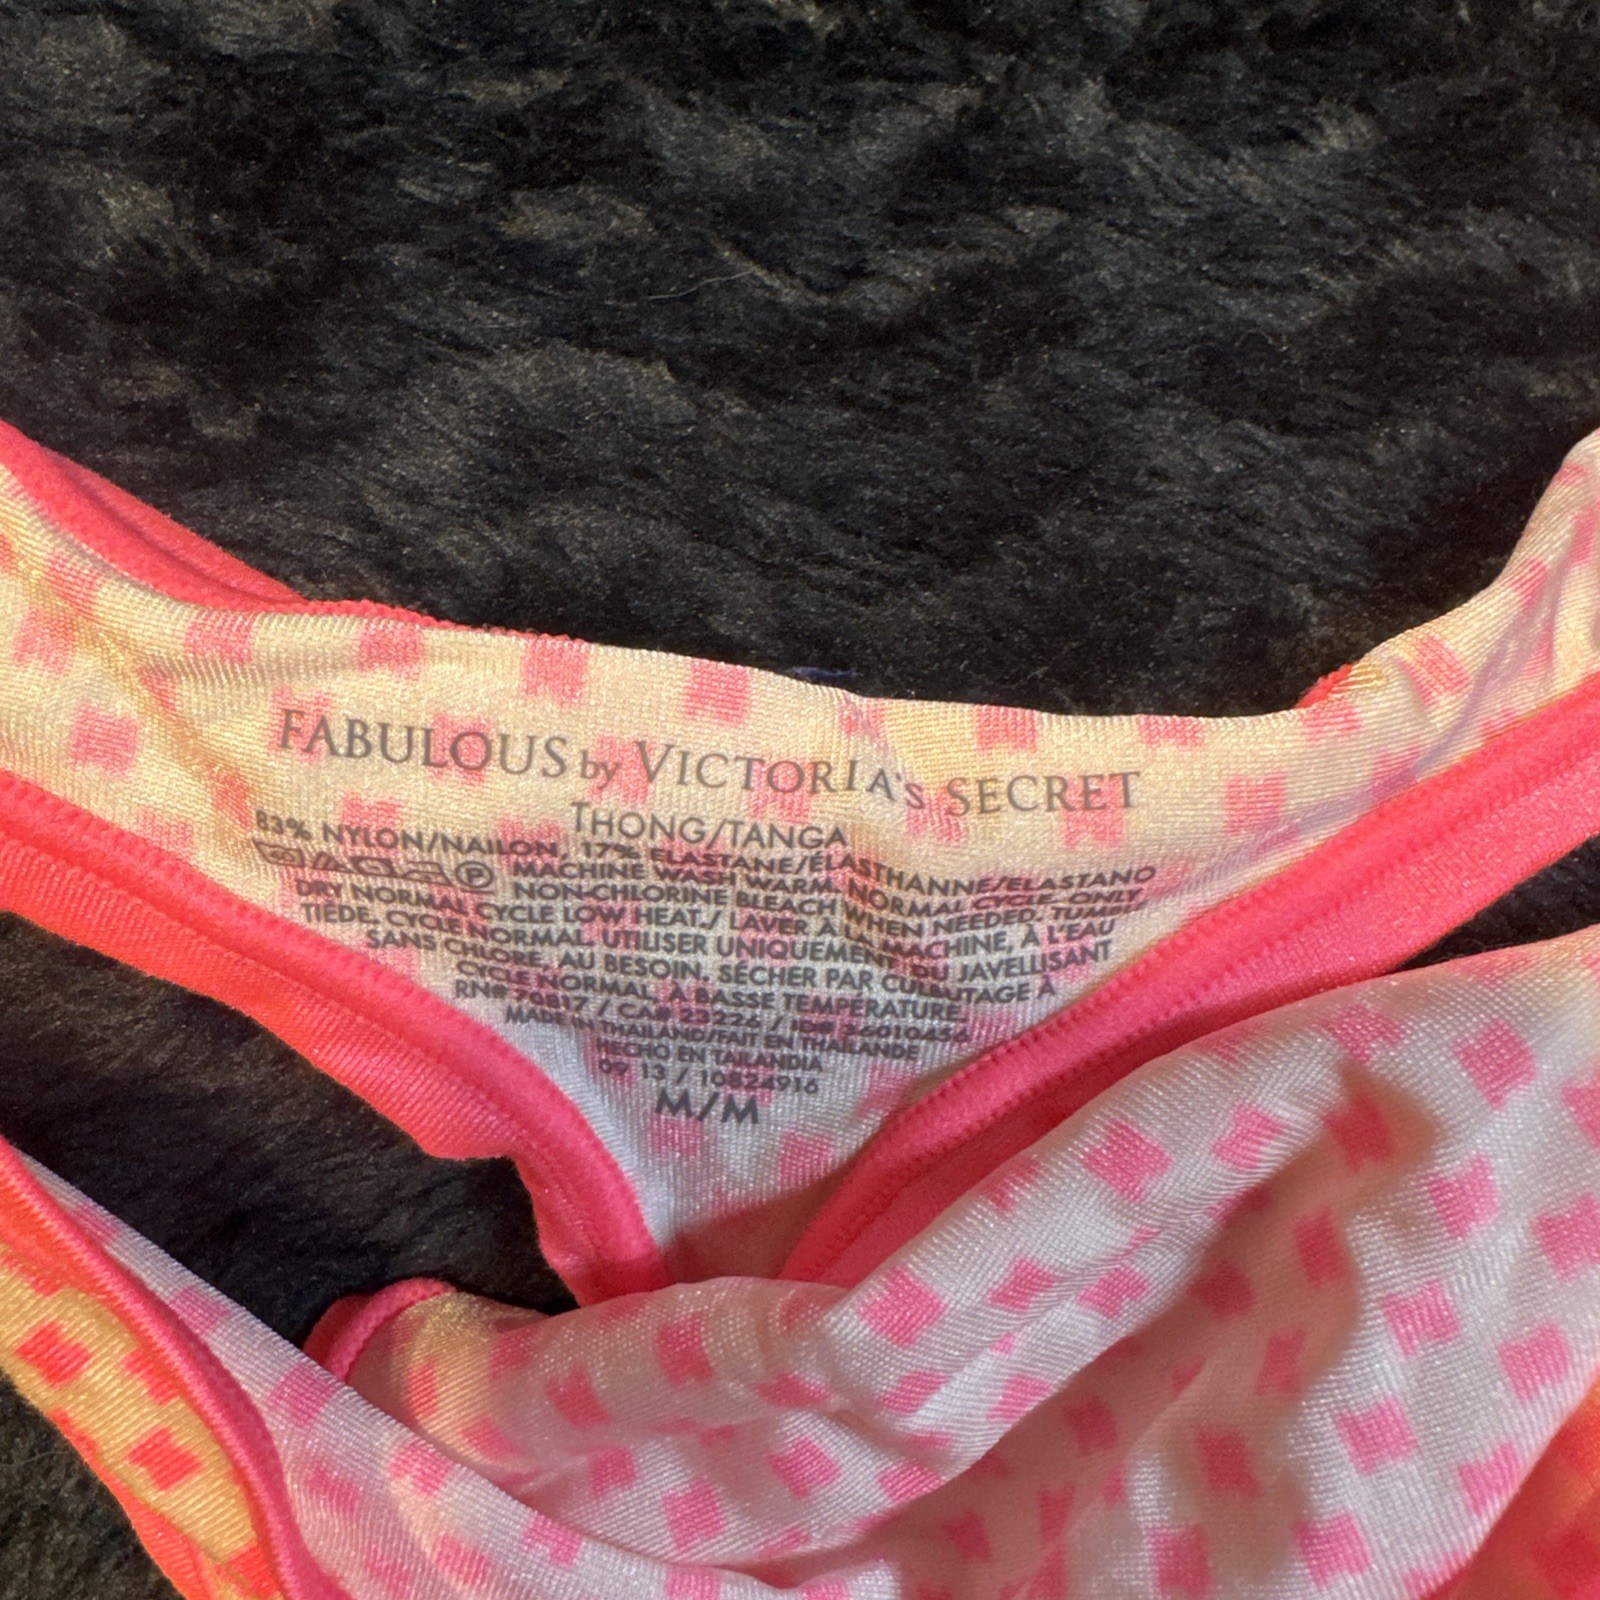 FABULOUS by VICTORIA'S SECRET
THONG/TANGA
83% NYLON/NAILON, 17% ELASTANE/ÉLASTHANNE/ELASTANO
MACHINE WASH WARM. NORMAL CYCLE. ONLY
NON-CHLORINE BLEACH WHEN NEEDED. TUMBLE
DRY NORMAL CYCLE LOW HEAT./ LAVER À LA MACHINE, À L'EAU
TIÈDE. CYCLE NORMAL. UTILISER UNIQUEMENT DU JAVELLISANT
SANS CHLORE, AU BESOIN. SÉCHER PAR CULBUTAGE À
CYCLE NORMAL, À BASSE TEMPÉRATURE.
RN# 70817 / CA# 23226 / ID# 36010456
MADE IN THAILAND/FAIT EN THAÏLANDE
HECHO EN TAILANDIA
09 13 / 10824916
M/M